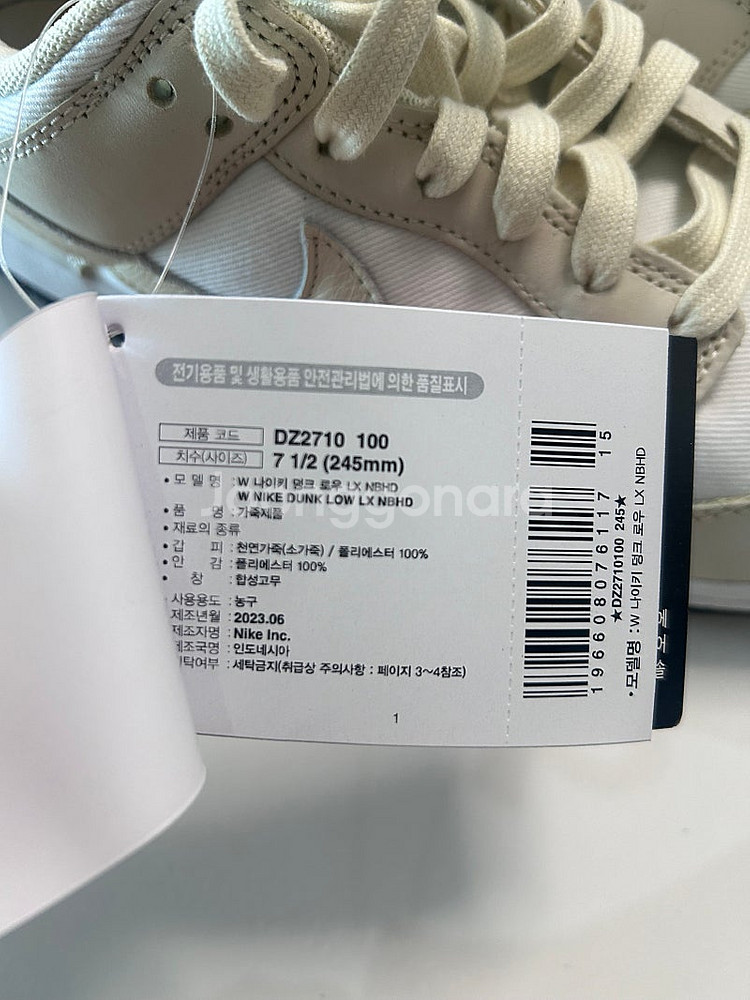 전기용품 및 생활용품 안전관리법에 의한 품질표시
제품 코드 DZ2710 100
치수(사이즈) 7 1/2 (245mm)
• 모 델 명 : W 나이키 덩크 로우 LX NBHD
W NIKE DUNK LOW LX NBHD
• 품 명 : 가죽제품
• 재료의 종류
• 갑 피 : 천연가죽(소가죽) / 폴리에스터 100%
• 안 감 : 폴리에스터 100%
• 창 : 합성고무
사용용도 : 농구
제조년월 : 2023.06
제조자명 : Nike Inc.
제조국명 : 인도네시아
세탁여부 : 세탁금지(취급상 주의사항 : 페이지 3~4참조)
1
15
196608076117
★DZ2710100 245★
• 모델명 : W 나이키 덩크 로우 LX NBHD
Joonggonara